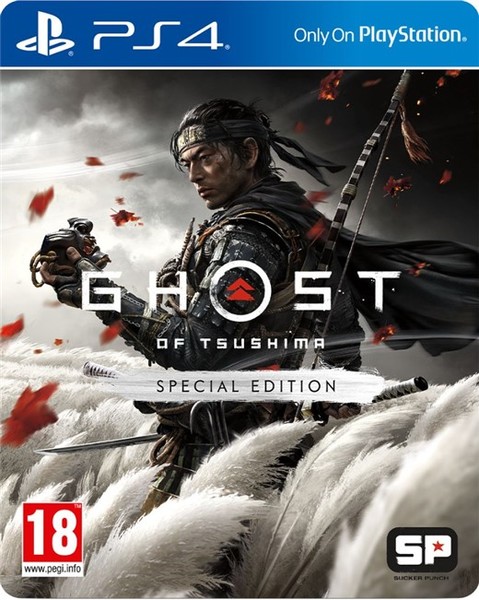 PS4
Only On PlayStation®
GHOST
OF TSUSHIMA
SPECIAL EDITION
18
www.pegi.info
SP
SUCKER PUNCH